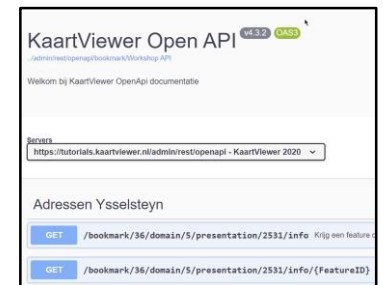 KaartViewer Open API v4.3.2 OAS3
../admin/rest/openapi/bookmark/Workshop API
Welkom bij KaartViewer OpenApi documentatie
Servers
https://tutorials.kaartviewer.nl/admin/rest/openapi - KaartViewer 2020
Adressen Ysselsteyn
GET /bookmark/36/domain/5/presentation/2531/info Krijg een feature
GET /bookmark/36/domain/5/presentation/2531/info/{FeatureID}